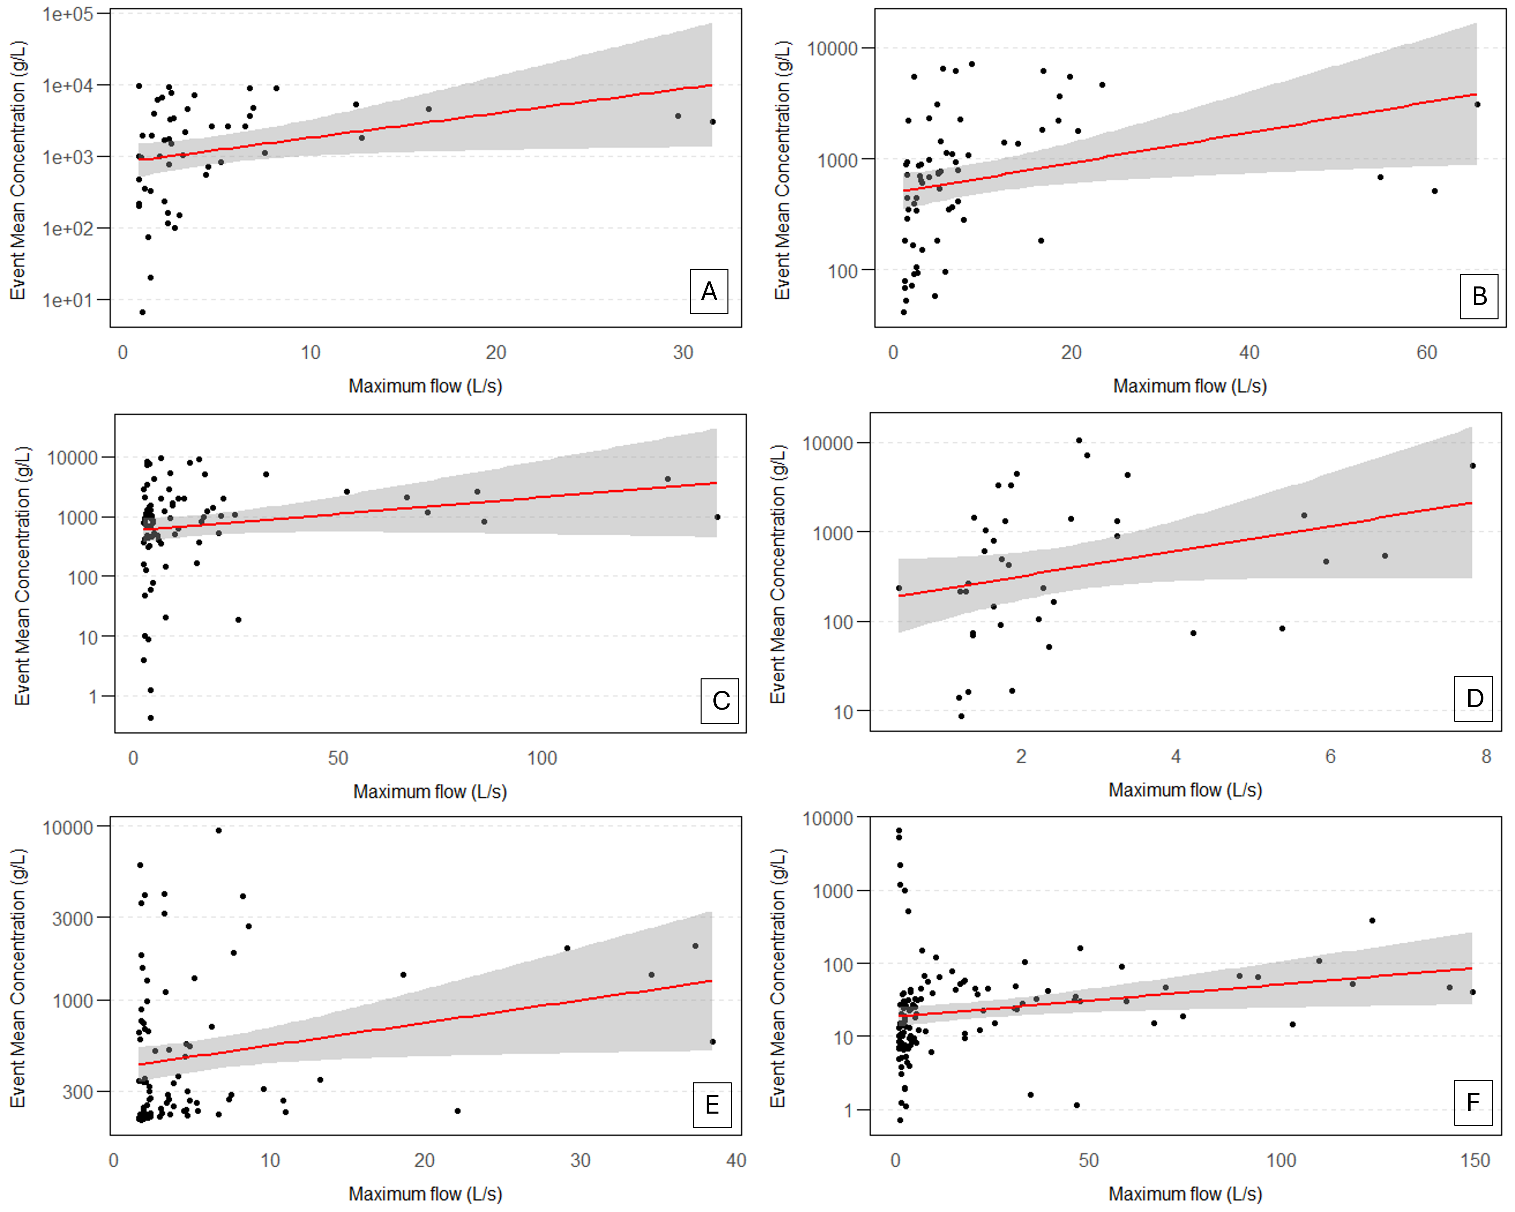 Event Mean Concentration (g/L)
1e+05
1e+04
1e+03
1e+02
1e+01
A
0 10 20 30
Maximum flow (L/s)
Event Mean Concentration (g/L)
10000
1000
100
B
0 20 40 60
Maximum flow (L/s)
Event Mean Concentration (g/L)
10000
1000
100
10
1
C
0 50 100
Maximum flow (L/s)
Event Mean Concentration (g/L)
10000
1000
100
10
D
2 4 6 8
Maximum flow (L/s)
Event Mean Concentration (g/L)
10000
3000
1000
300
E
0 10 20 30 40
Maximum flow (L/s)
Event Mean Concentration (g/L)
10000
1000
100
10
1
F
0 50 100 150
Maximum flow (L/s)